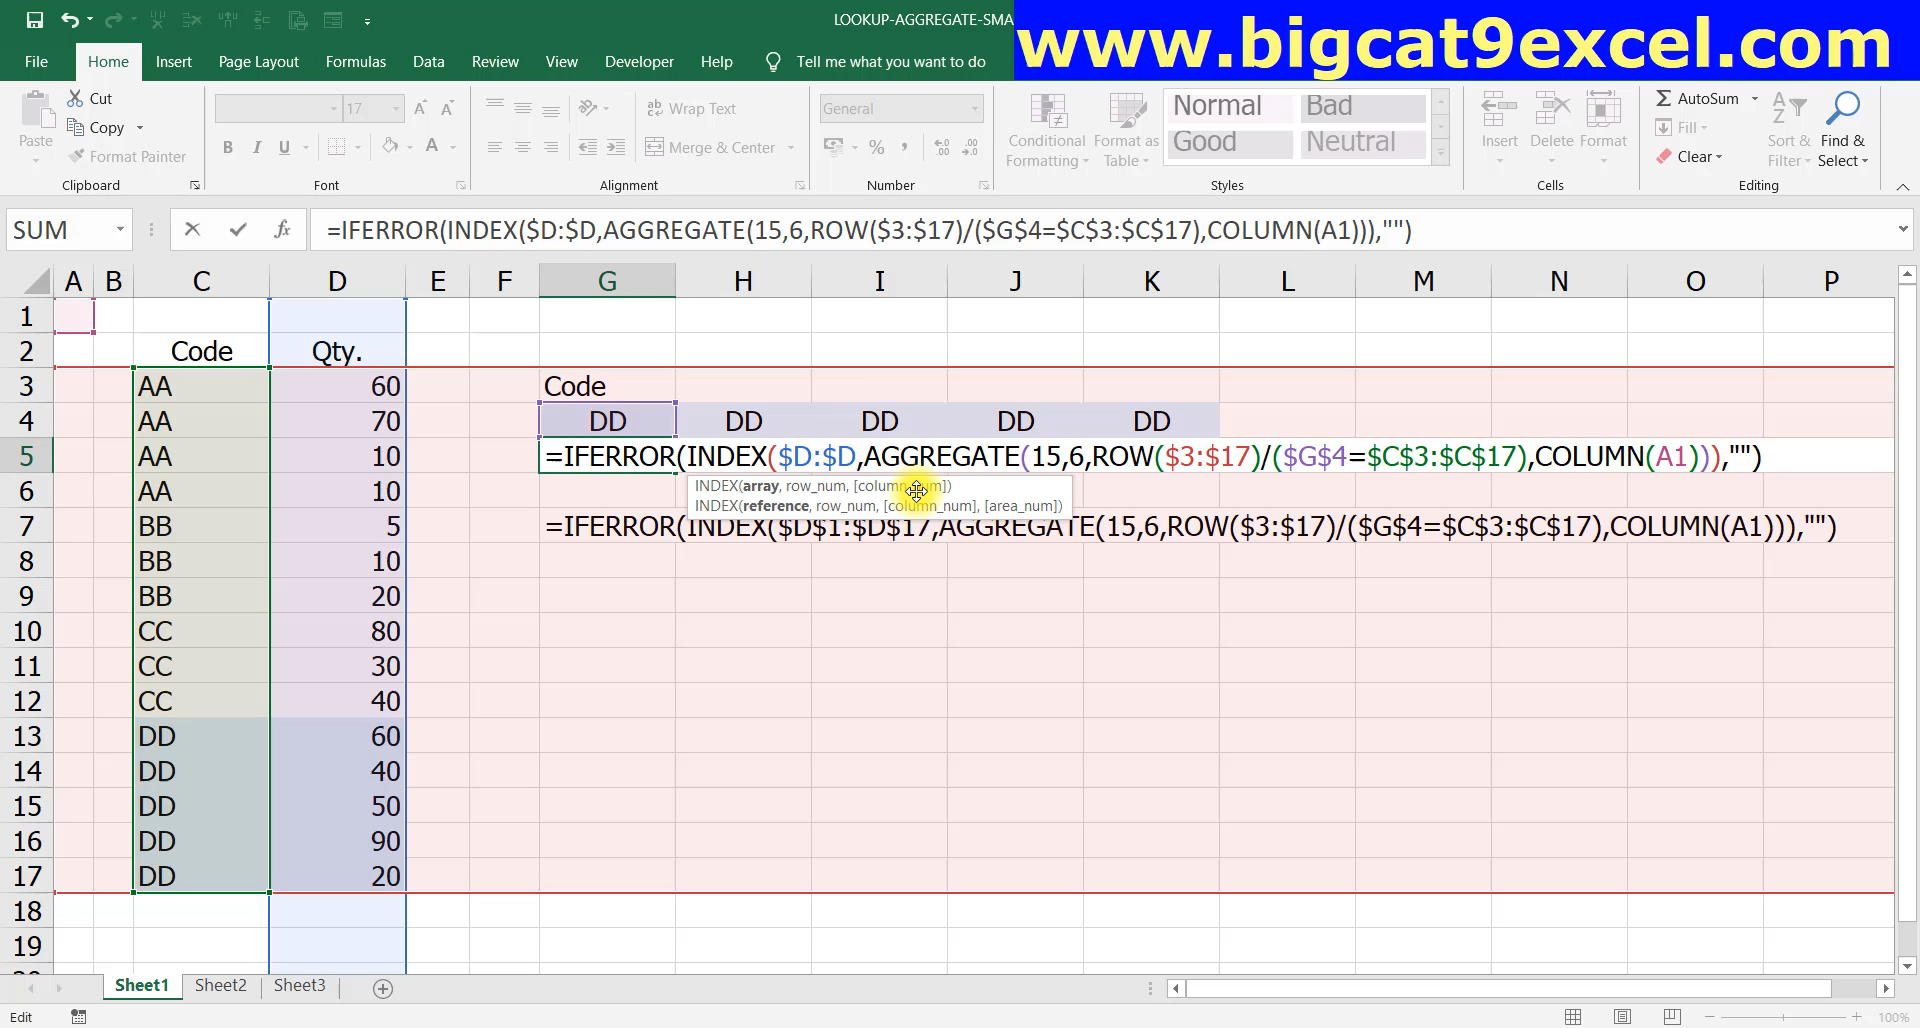 LOOKUP-AGGREGATE-SMA
www.bigcat9excel.com
File Home Insert Page Layout Formulas Data Review View Developer Help Tell me what you want to do
Cut
Copy
Format Painter
Paste
Clipboard
17
B I U
Font
Wrap Text
Merge & Center
Alignment
General
Number
Conditional Formatting
Format as Table
Normal Bad
Good Neutral
Styles
Insert Delete Format
Cells
AutoSum
Fill
Clear
Sort & Filter
Find & Select
Editing
SUM =IFERROR(INDEX($D:$D,AGGREGATE(15,6,ROW($3:$17)/($G$4=$C$3:$C$17),COLUMN(A1))),"")
A B C D E F G H I J K L M N O P
1
2 Code Qty.
3 AA 60 Code
4 AA 70 DD DD DD DD DD
5 AA 10 =IFERROR(INDEX($D:$D,AGGREGATE(15,6,ROW($3:$17)/($G$4=$C$3:$C$17),COLUMN(A1))),"")
6 AA 10
INDEX(array, row_num, [column_num])
INDEX(reference, row_num, [column_num], [area_num])
7 BB 5 =IFERROR(INDEX($D$1:$D$17,AGGREGATE(15,6,ROW($3:$17)/($G$4=$C$3:$C$17),COLUMN(A1))),"")
8 BB 10
9 BB 20
10 CC 80
11 CC 30
12 CC 40
13 DD 60
14 DD 40
15 DD 50
16 DD 90
17 DD 20
18
19
Sheet1 Sheet2 Sheet3
Edit 100%